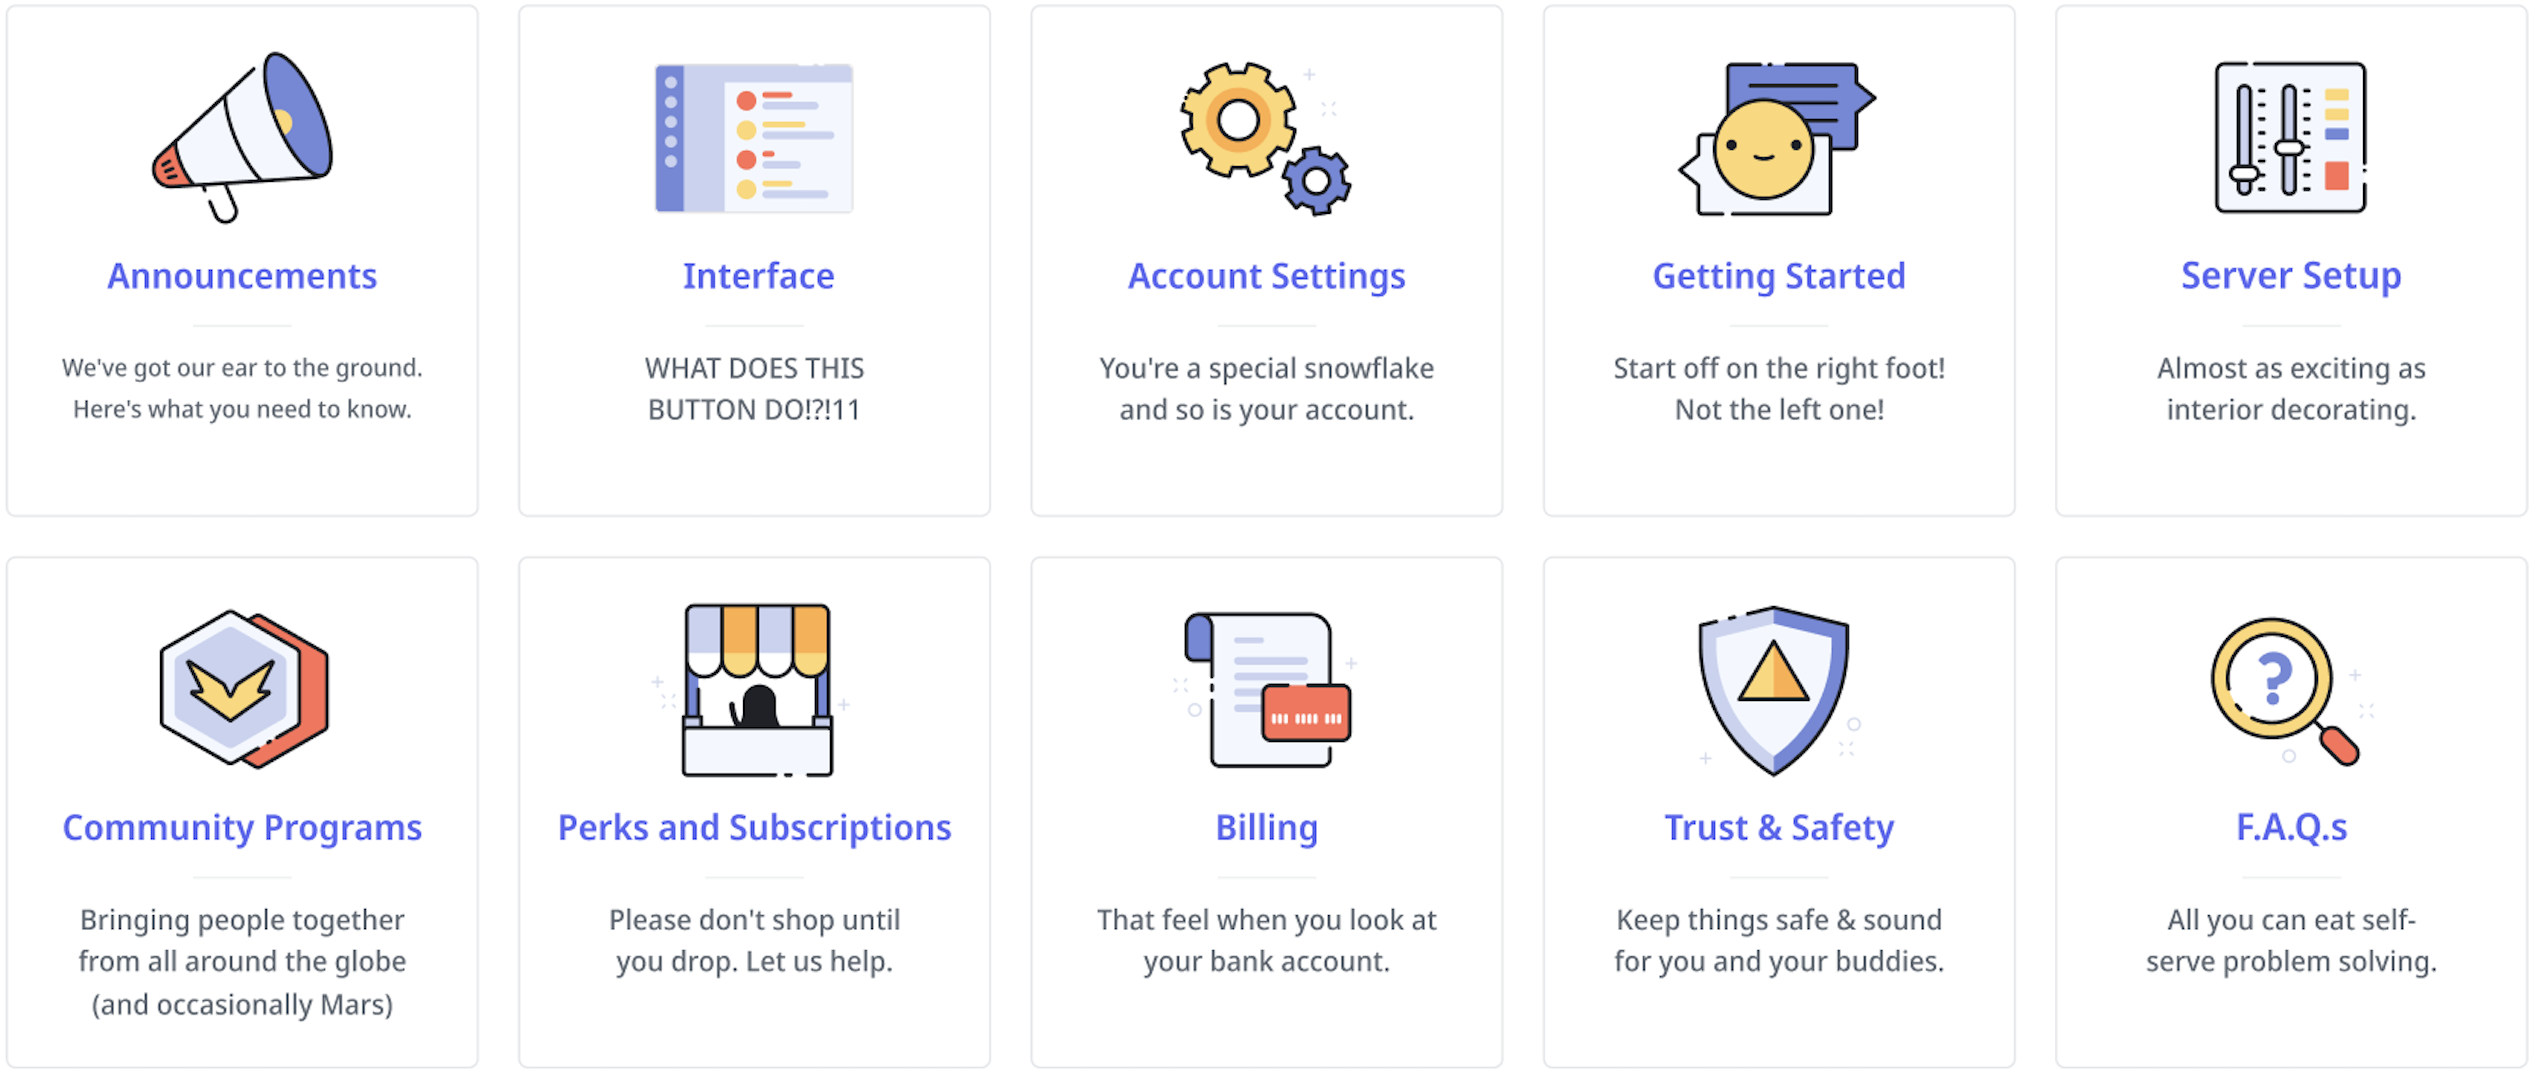 Announcements
We've got our ear to the ground.
Here's what you need to know.
Interface
WHAT DOES THIS
BUTTON DO!?!11
Account Settings
You're a special snowflake
and so is your account.
Getting Started
Start off on the right foot!
Not the left one!
Server Setup
Almost as exciting as
interior decorating.
Community Programs
Bringing people together
from all around the globe
(and occasionally Mars)
Perks and Subscriptions
Please don't shop until
you drop. Let us help.
Billing
That feel when you look at
your bank account.
Trust & Safety
Keep things safe & sound
for you and your buddies.
?
F.A.Q.s
All you can eat self-
serve problem solving.